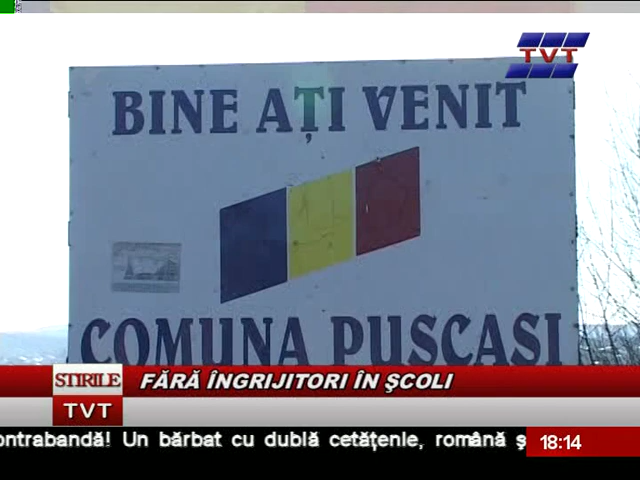 TVT
BINE AȚI VENIT
COMUNA PUSCASI
STIRILE
TVT
FĂRĂ ÎNGRIJITORI ÎN ŞCOLI
ontrabandă! Un bărbat cu dublă cetăţenie, română ş
18:14